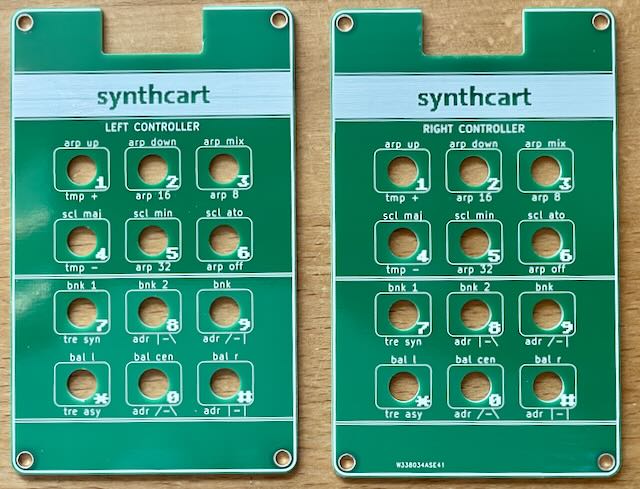 synthcart
LEFT CONTROLLER
arp up arp down arp mix
1 2 3
tmp + arp 16 arp 8
scl maj scl min scl ato
4 5 6
tmp - arp 32 arp off
bnk 1 bnk 2 bnk
7 8 9
tre syn adr |-\ adr /-|
bal l bal cen bal r
* 0 #
tre asy adr /-\ adr |-|
synthcart
RIGHT CONTROLLER
arp up arp down arp mix
1 2 3
tmp + arp 16 arp 8
scl maj scl min scl ato
4 5 6
tmp - arp 32 arp off
bnk 1 bnk 2 bnk
7 8 9
tre syn adr |-\ adr /-|
bal l bal cen bal r
* 0 #
tre asy adr /-\ adr |-|
W338034ASE41